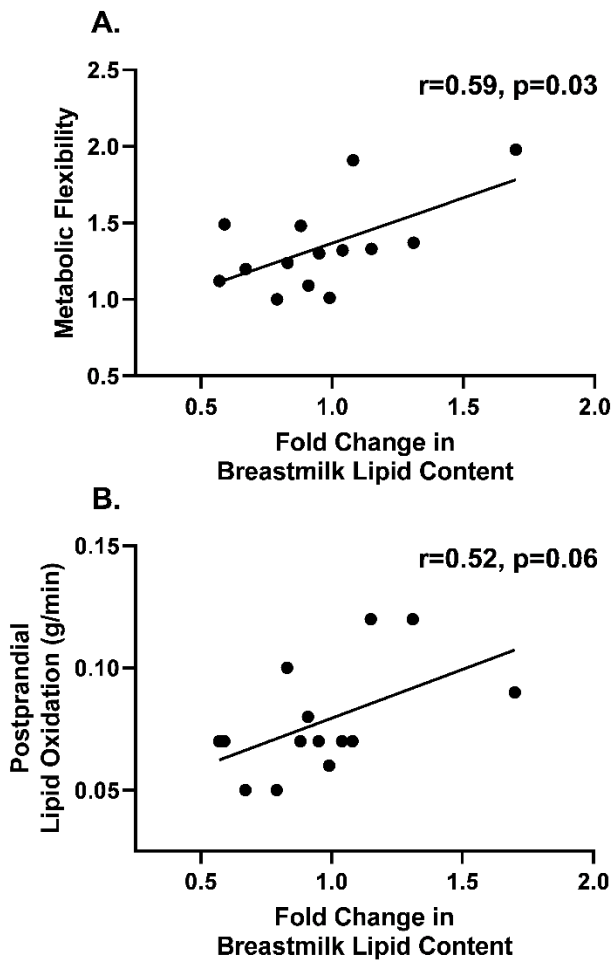 A.
r=0.59, p=0.03
Metabolic Flexibility
2.5
2.0
1.5
1.0
0.5
0.5
1.0
1.5
2.0
Fold Change in
Breastmilk Lipid Content
B.
r=0.52, p=0.06
Postprandial
Lipid Oxidation (g/min)
0.15
0.10
0.05
0.5
1.0
1.5
2.0
Fold Change in
Breastmilk Lipid Content